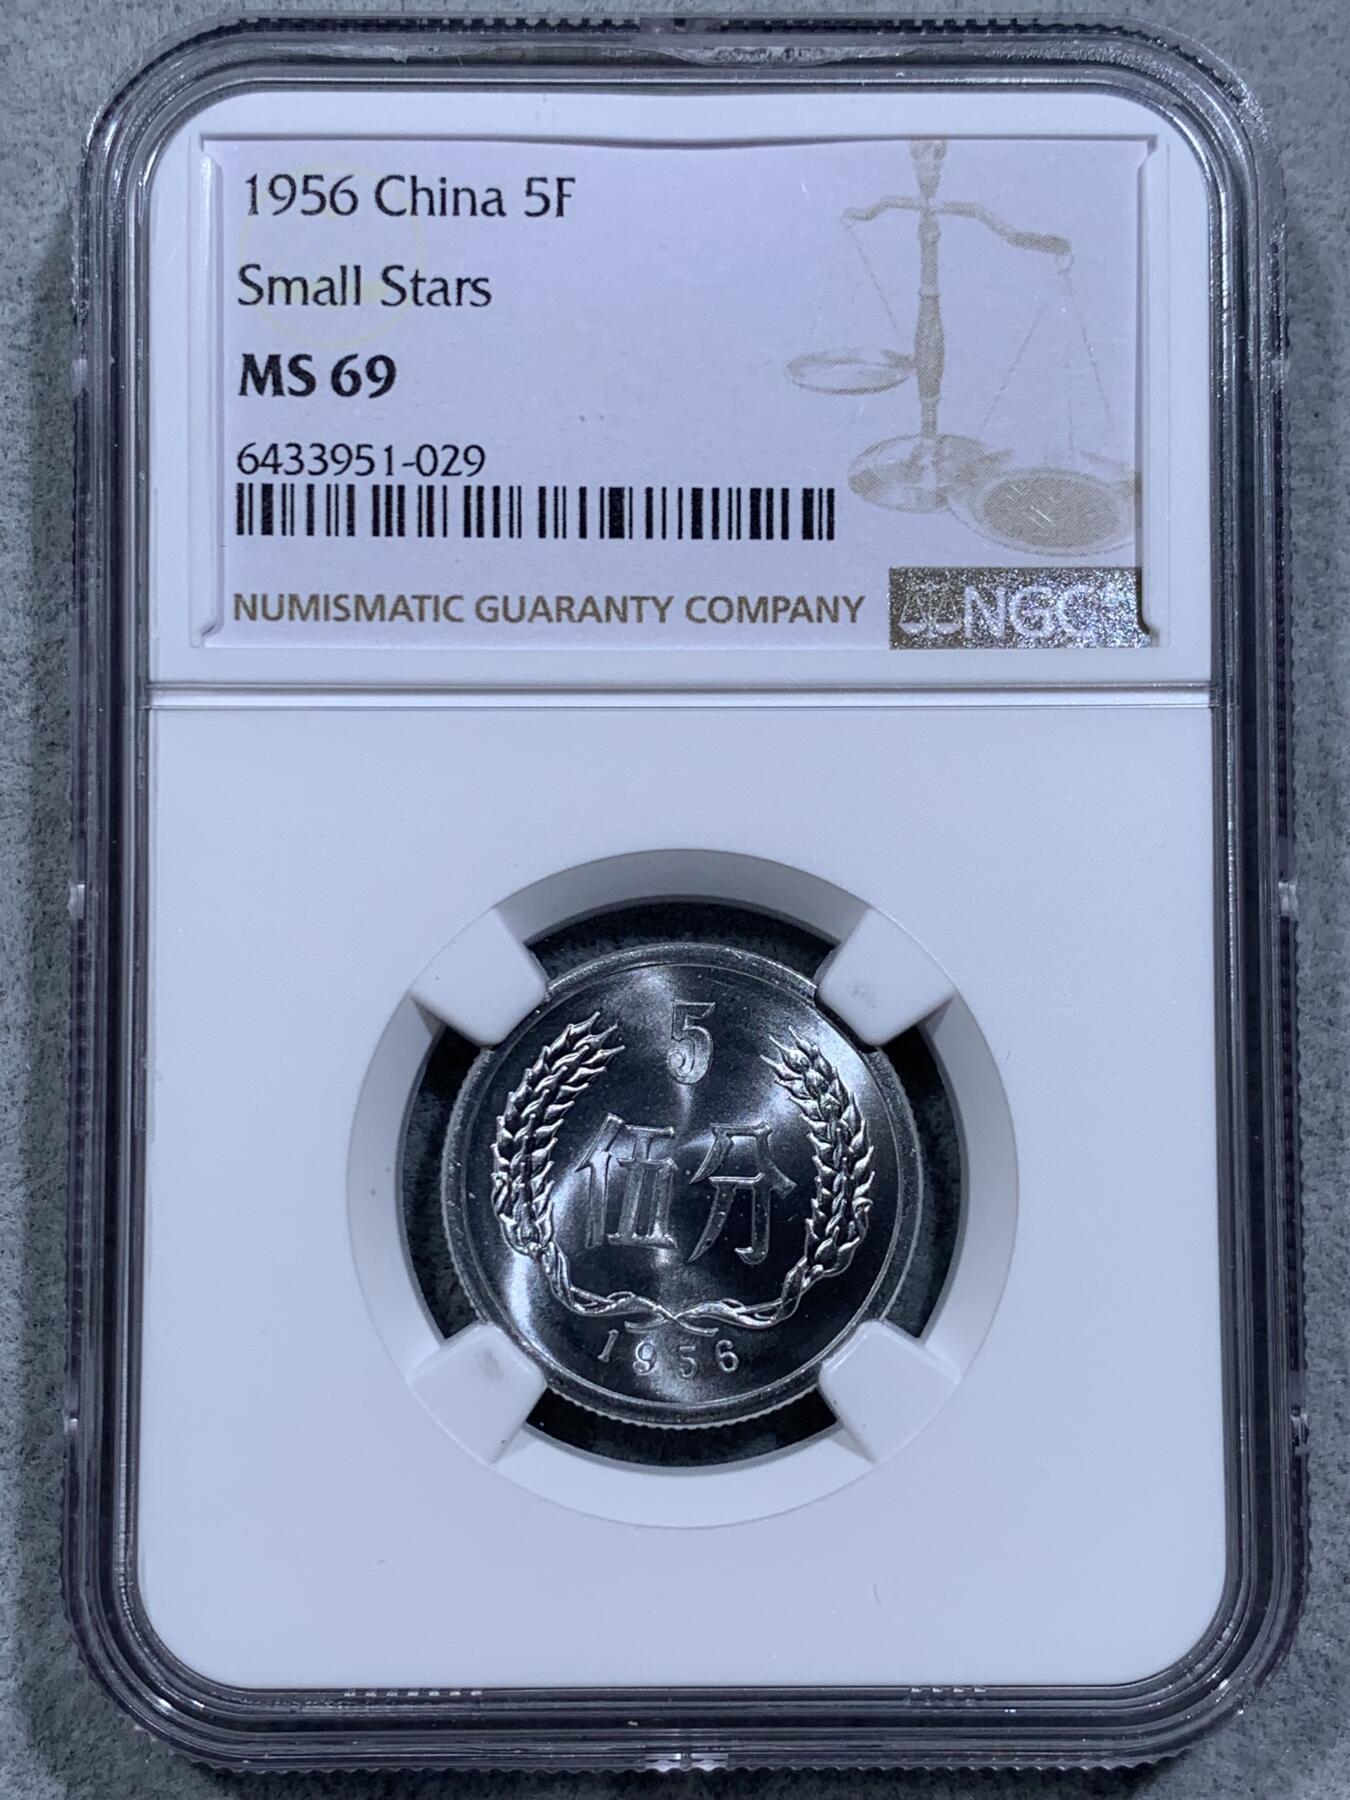 1956 China 5F
Small Stars
MS 69
6433951-029
NUMISMATIC GUARANTY COMPANY
NGC
5
伍分
1956